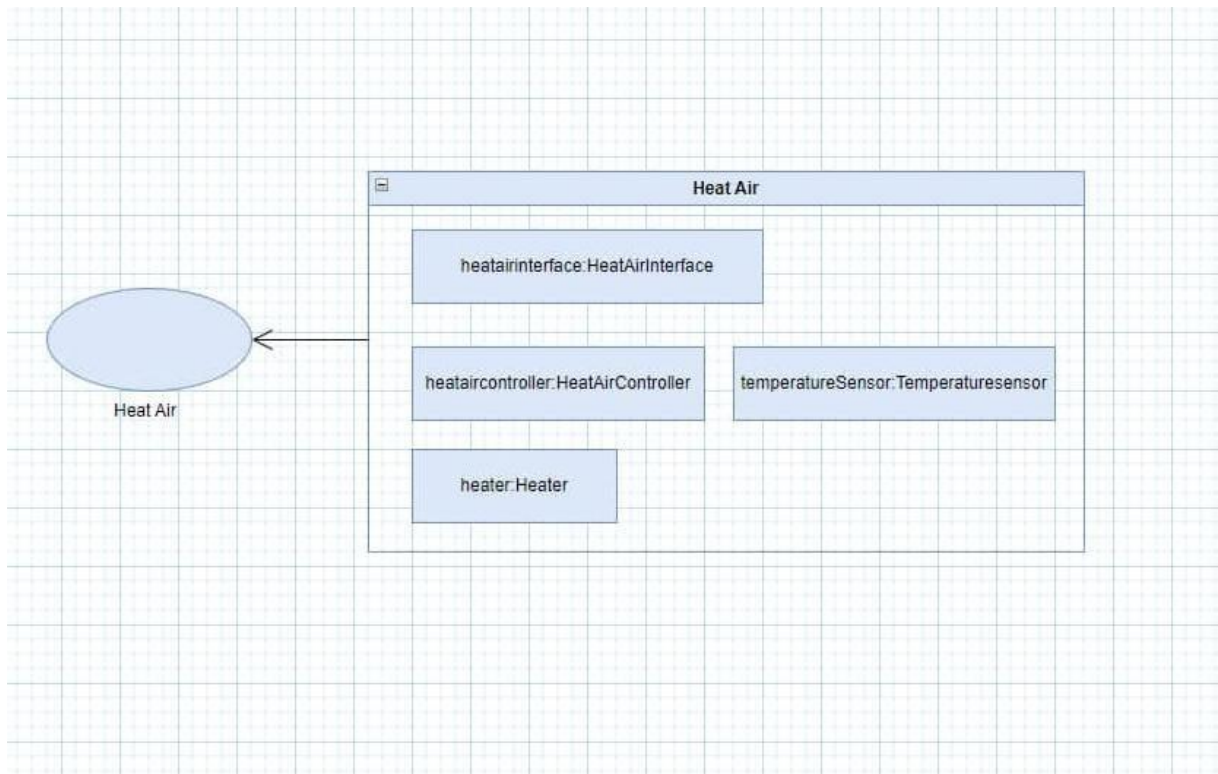 Heat Air
heatairinterface:HeatAirInterface
heataircontroller:HeatAirController
temperatureSensor:Temperaturesensor
heater:Heater
Heat Air